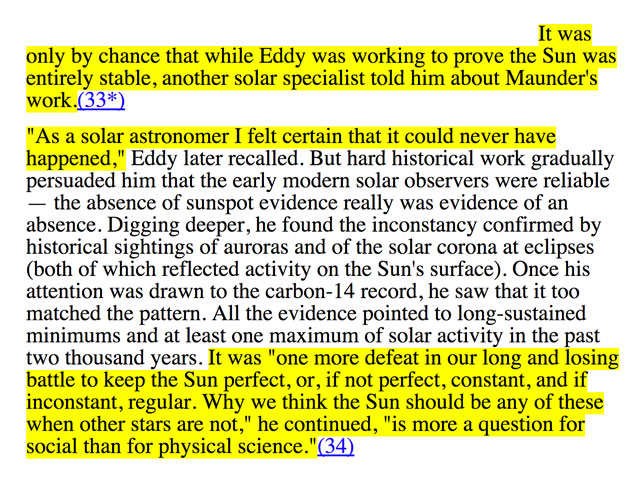 It was
only by chance that while Eddy was working to prove the Sun was
entirely stable, another solar specialist told him about Maunder's
work.(33*)
"As a solar astronomer I felt certain that it could never have
happened," Eddy later recalled. But hard historical work gradually
persuaded him that the early modern solar observers were reliable
— the absence of sunspot evidence really was evidence of an
absence. Digging deeper, he found the inconstancy confirmed by
historical sightings of auroras and of the solar corona at eclipses
(both of which reflected activity on the Sun's surface). Once his
attention was drawn to the carbon-14 record, he saw that it too
matched the pattern. All the evidence pointed to long-sustained
minimums and at least one maximum of solar activity in the past
two thousand years. It was "one more defeat in our long and losing
battle to keep the Sun perfect, or, if not perfect, constant, and if
inconstant, regular. Why we think the Sun should be any of these
when other stars are not," he continued, "is more a question for
social than for physical science."(34)